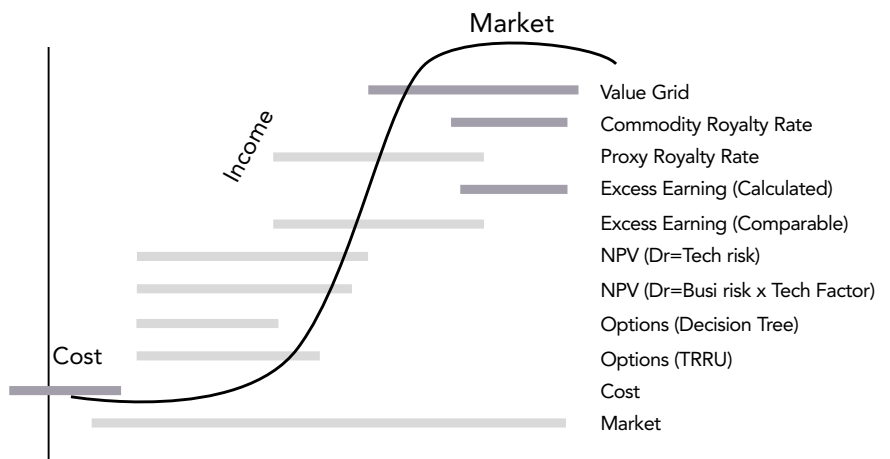 Market
Value Grid
Commodity Royalty Rate
Income
Proxy Royalty Rate
Excess Earning (Calculated)
Excess Earning (Comparable)
NPV (Dr=Tech risk)
NPV (Dr=Busi risk x Tech Factor)
Options (Decision Tree)
Cost
Options (TRRU)
Cost
Market